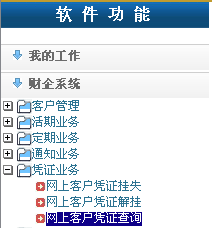 软件功能
我的工作
财企系统
客户管理
活期业务
定期业务
通知业务
凭证业务
网上客户凭证挂失
网上客户凭证解挂
网上客户凭证查询